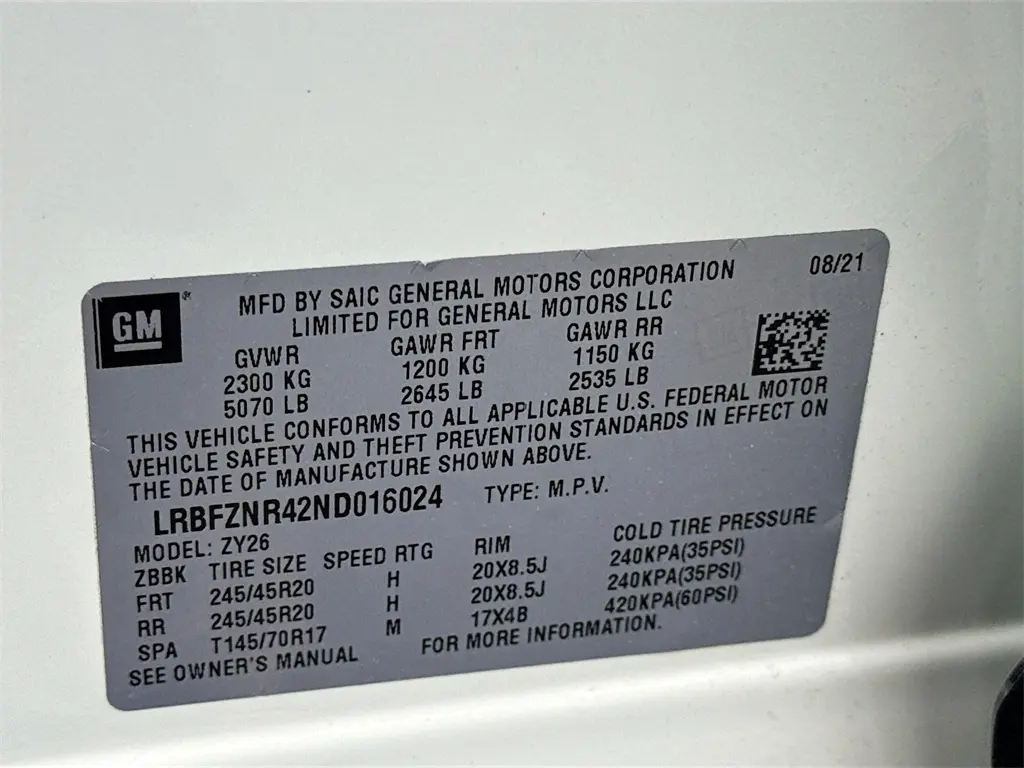 GM
MFD BY SAIC GENERAL MOTORS CORPORATION 08/21
LIMITED FOR GENERAL MOTORS LLC
GVWR GAWR FRT GAWR RR
2300 KG 1200 KG 1150 KG
5070 LB 2645 LB 2535 LB
THIS VEHICLE CONFORMS TO ALL APPLICABLE U.S. FEDERAL MOTOR
VEHICLE SAFETY AND THEFT PREVENTION STANDARDS IN EFFECT ON
THE DATE OF MANUFACTURE SHOWN ABOVE.
LRBFZNR42ND016024 TYPE: M.P.V.
MODEL: ZY26
ZBBK TIRE SIZE SPEED RTG RIM COLD TIRE PRESSURE
FRT 245/45R20 H 20X8.5J 240KPA(35PSI)
RR 245/45R20 H 20X8.5J 240KPA(35PSI)
SPA T145/70R17 M 17X4B 420KPA(60PSI)
SEE OWNER'S MANUAL FOR MORE INFORMATION.